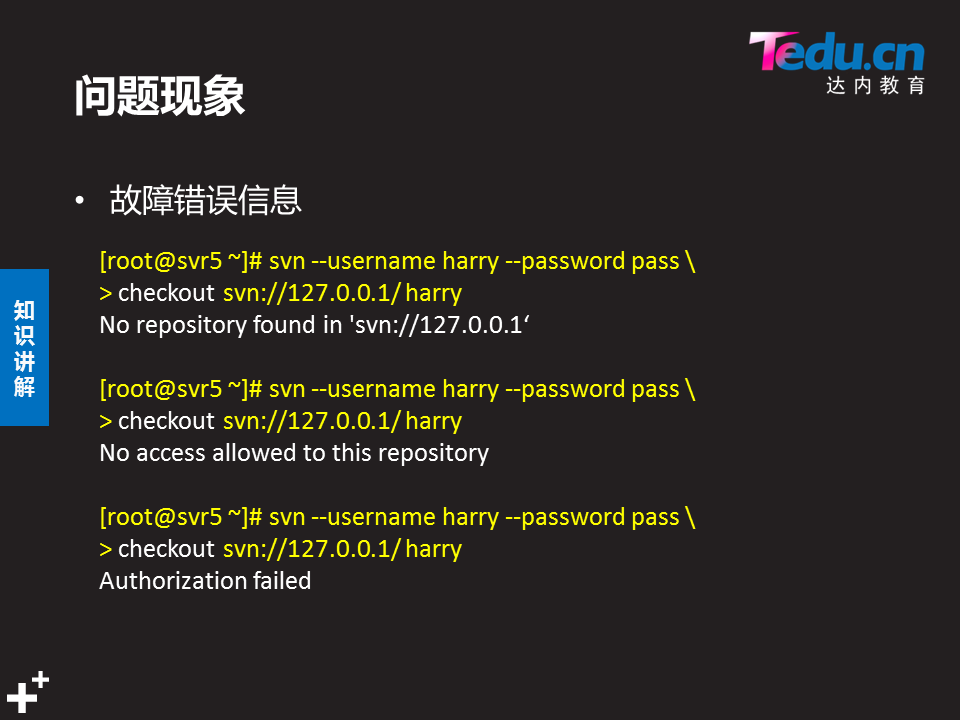 Tedu.cn
达内教育
问题现象
• 故障错误信息
[root@svr5 ~]# svn --username harry --password pass \
> checkout svn://127.0.0.1/ harry
No repository found in 'svn://127.0.0.1‘
[root@svr5 ~]# svn --username harry --password pass \
> checkout svn://127.0.0.1/ harry
No access allowed to this repository
[root@svr5 ~]# svn --username harry --password pass \
> checkout svn://127.0.0.1/ harry
Authorization failed
知识讲解